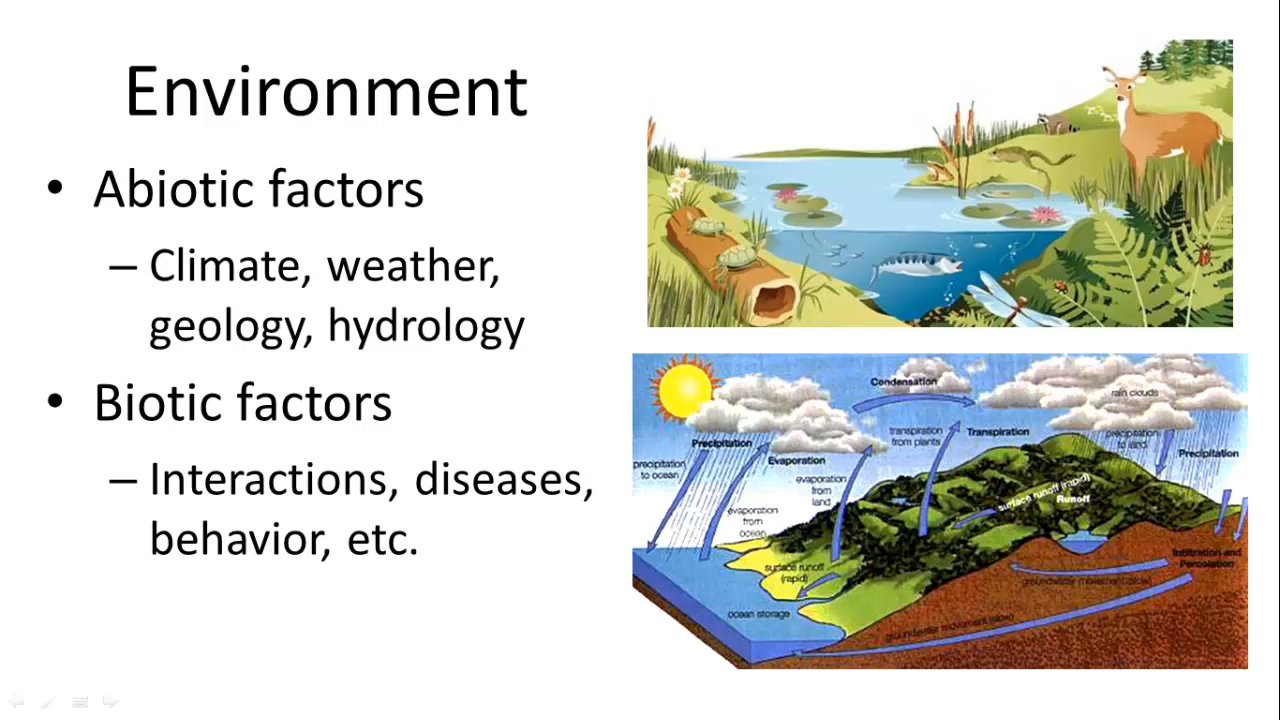 Environment
• Abiotic factors
– Climate, weather,
geology, hydrology
• Biotic factors
– Interactions, diseases,
behavior, etc.
Condensation
rain clouds
Precipitation
precipitation
to ocean
Evaporation
evaporation
from
land
evaporation
from
ocean
transpiration
from plants
Transpiration
precipitation
to land
Precipitation
surface runoff (rapid)
Runoff
surface runoff
(rapid)
ocean storage
Infiltration and
Percolation
groundwater movement
groundwater movement (slow)